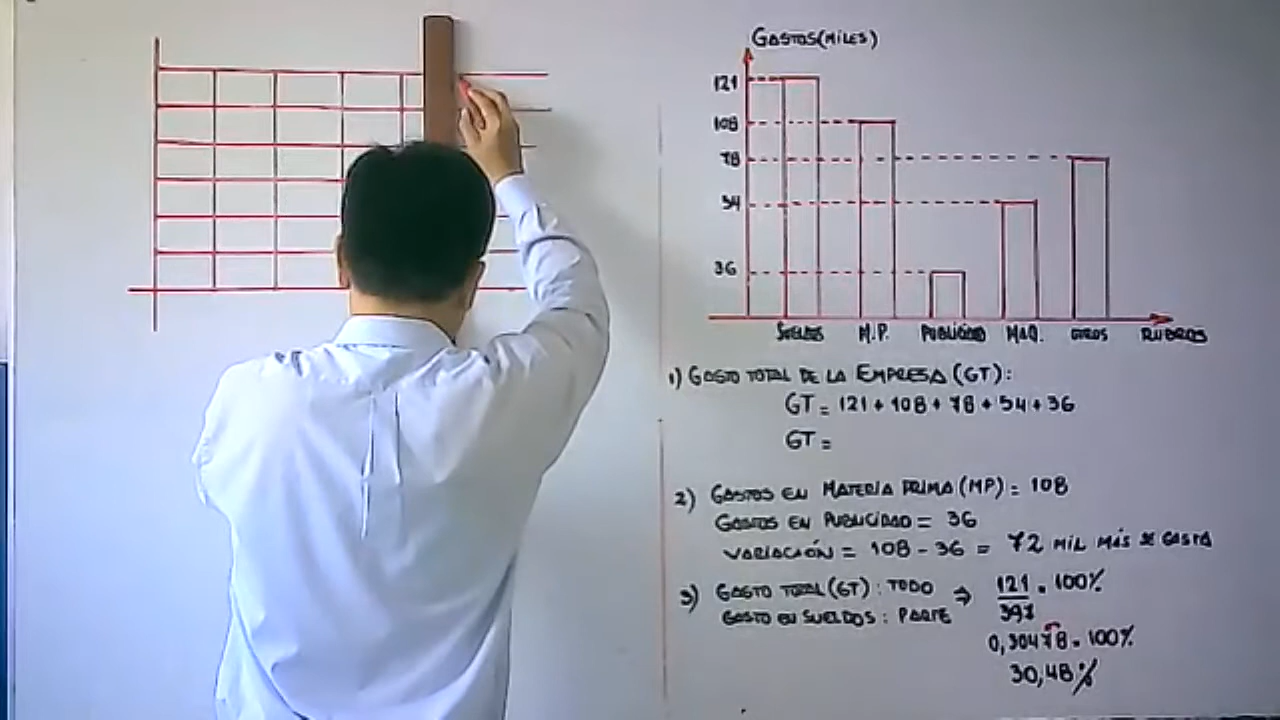 GASTOS(MILES)
121
108
78
54
36
SUELDOS M.P. PUBLICIDAD MAQ. OTROS RUBROS
1) GASTO TOTAL DE LA EMPRESA (GT):
GT = 121 + 108 + 78 + 54 + 36
GT =
2) GASTOS EN MATERIA PRIMA (MP) = 108
GASTOS EN PUBLICIDAD = 36
VARIACIÓN = 108 - 36 = 72 MIL MÁS SE GASTA
3) GASTO TOTAL (GT) : TODO ⇒ 121/397 . 100%
GASTO EN SUELDOS : PARTE
0,30478 . 100%
30,48%